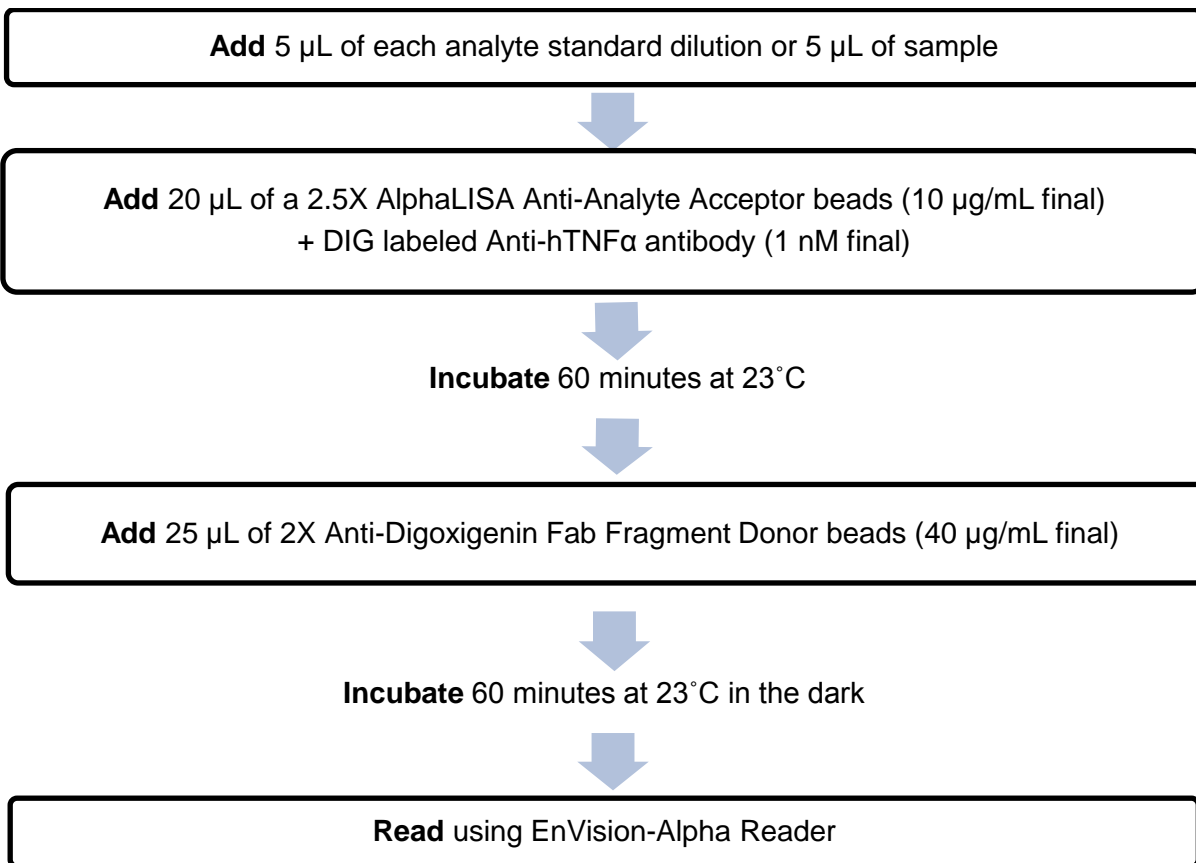 Add 5 µL of each analyte standard dilution or 5 µL of sample
Add 20 µL of a 2.5X AlphaLISA Anti-Analyte Acceptor beads (10 µg/mL final)
+ DIG labeled Anti-hTNFα antibody (1 nM final)
Incubate 60 minutes at 23˚C
Add 25 µL of 2X Anti-Digoxigenin Fab Fragment Donor beads (40 µg/mL final)
Incubate 60 minutes at 23˚C in the dark
Read using EnVision-Alpha Reader